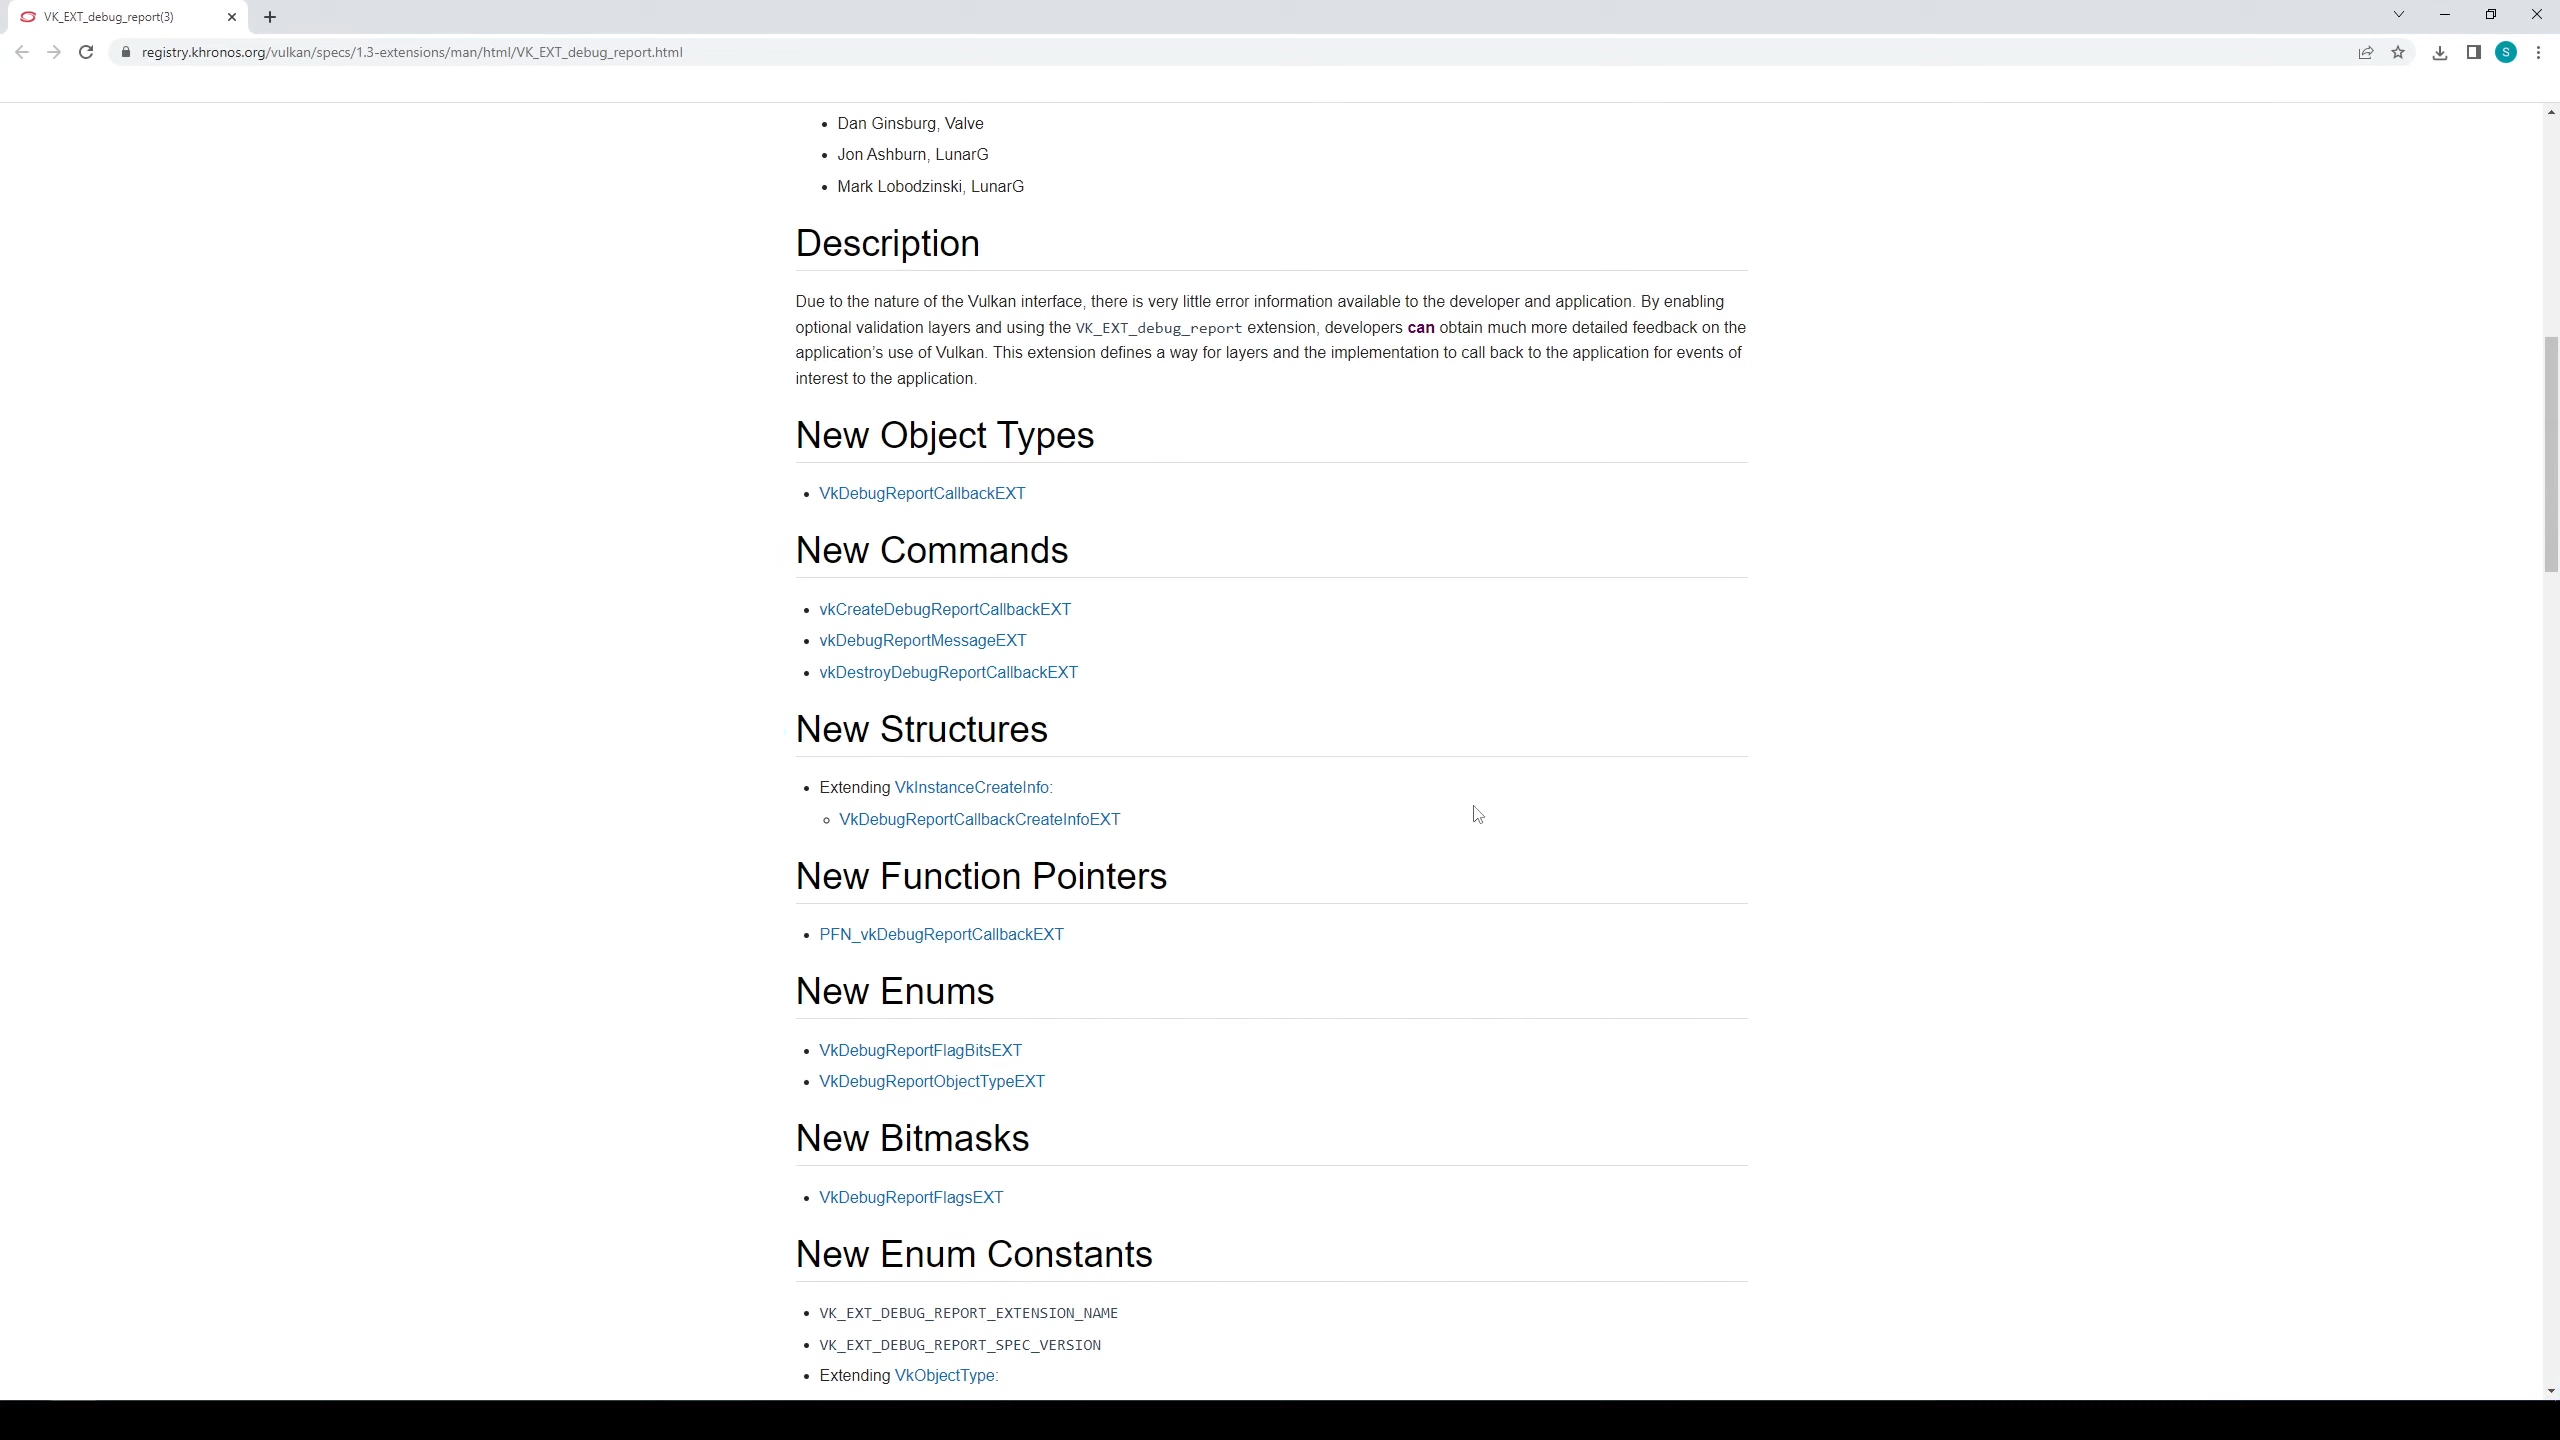 VK_EXT_debug_report(3)
registry.khronos.org/vulkan/specs/1.3-extensions/man/html/VK_EXT_debug_report.html
S
• Dan Ginsburg, Valve
• Jon Ashburn, LunarG
• Mark Lobodzinski, LunarG
Description
Due to the nature of the Vulkan interface, there is very little error information available to the developer and application. By enabling
optional validation layers and using the VK_EXT_debug_report extension, developers can obtain much more detailed feedback on the
application’s use of Vulkan. This extension defines a way for layers and the implementation to call back to the application for events of
interest to the application.
New Object Types
• VkDebugReportCallbackEXT
New Commands
• vkCreateDebugReportCallbackEXT
• vkDebugReportMessageEXT
• vkDestroyDebugReportCallbackEXT
New Structures
• Extending VkInstanceCreateInfo:
◦ VkDebugReportCallbackCreateInfoEXT
New Function Pointers
• PFN_vkDebugReportCallbackEXT
New Enums
• VkDebugReportFlagBitsEXT
• VkDebugReportObjectTypeEXT
New Bitmasks
• VkDebugReportFlagsEXT
New Enum Constants
• VK_EXT_DEBUG_REPORT_EXTENSION_NAME
• VK_EXT_DEBUG_REPORT_SPEC_VERSION
• Extending VkObjectType: